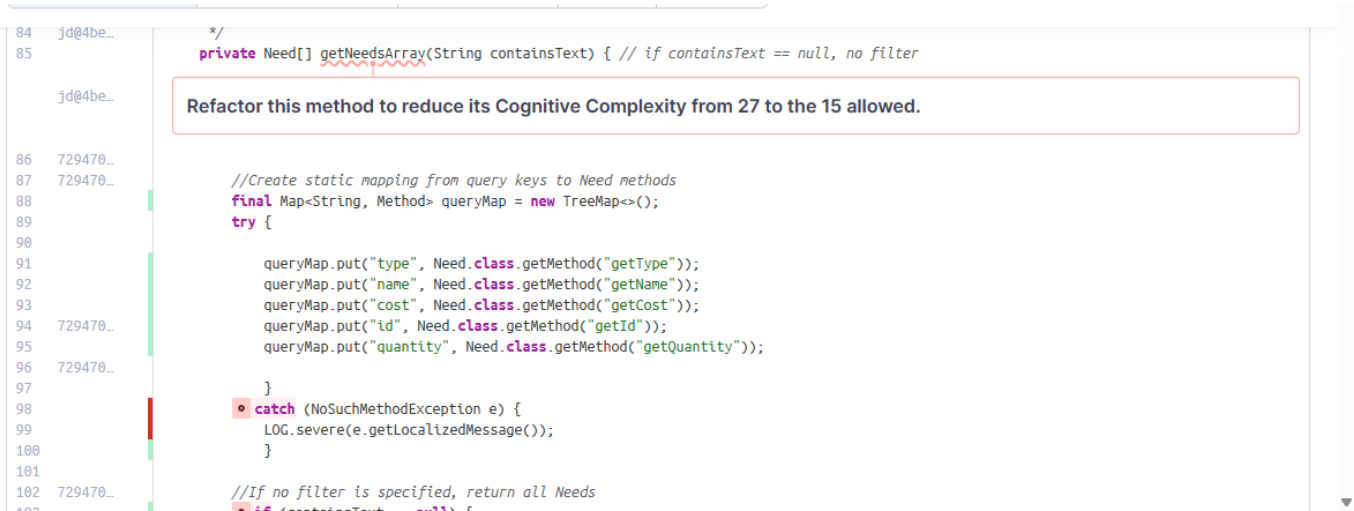 84 jd@4be… */
85 private Need[] getNeedsArray(String containsText) { // if containsText == null, no filter
jd@4be…
Refactor this method to reduce its Cognitive Complexity from 27 to the 15 allowed.
86 729470…
87 729470… //Create static mapping from query keys to Need methods
88 final Map<String, Method> queryMap = new TreeMap<>();
89 try {
90
91 queryMap.put("type", Need.class.getMethod("getType"));
92 queryMap.put("name", Need.class.getMethod("getName"));
93 queryMap.put("cost", Need.class.getMethod("getCost"));
94 729470… queryMap.put("id", Need.class.getMethod("getId"));
95 queryMap.put("quantity", Need.class.getMethod("getQuantity"));
96 729470…
97 }
98 catch (NoSuchMethodException e) {
99 LOG.severe(e.getLocalizedMessage());
100 }
101
102 729470… //If no filter is specified, return all Needs